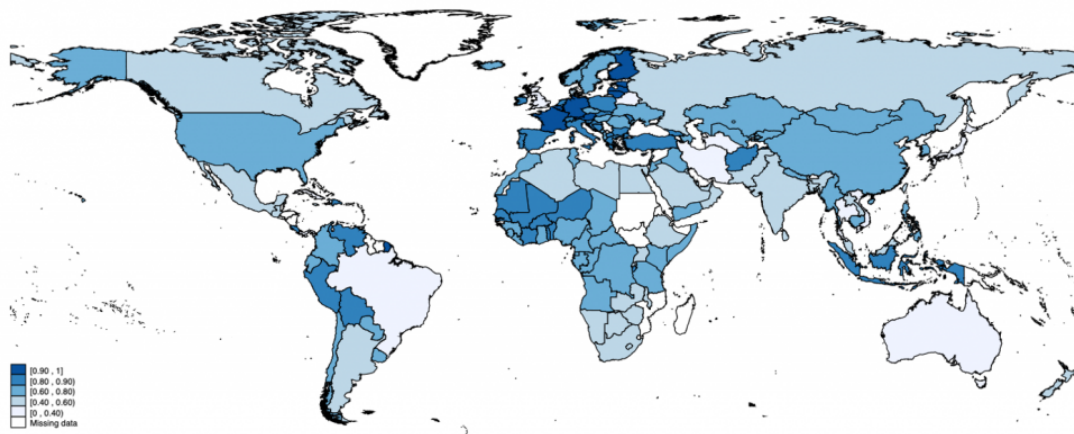 [0.90 , 1]
[0.80 , 0.90)
[0.60 , 0.80)
[0.40 , 0.60)
[0 , 0.40)
Missing data